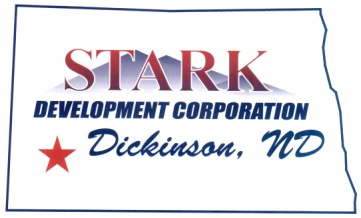 STARK
DEVELOPMENT CORPORATION
Dickinson, ND